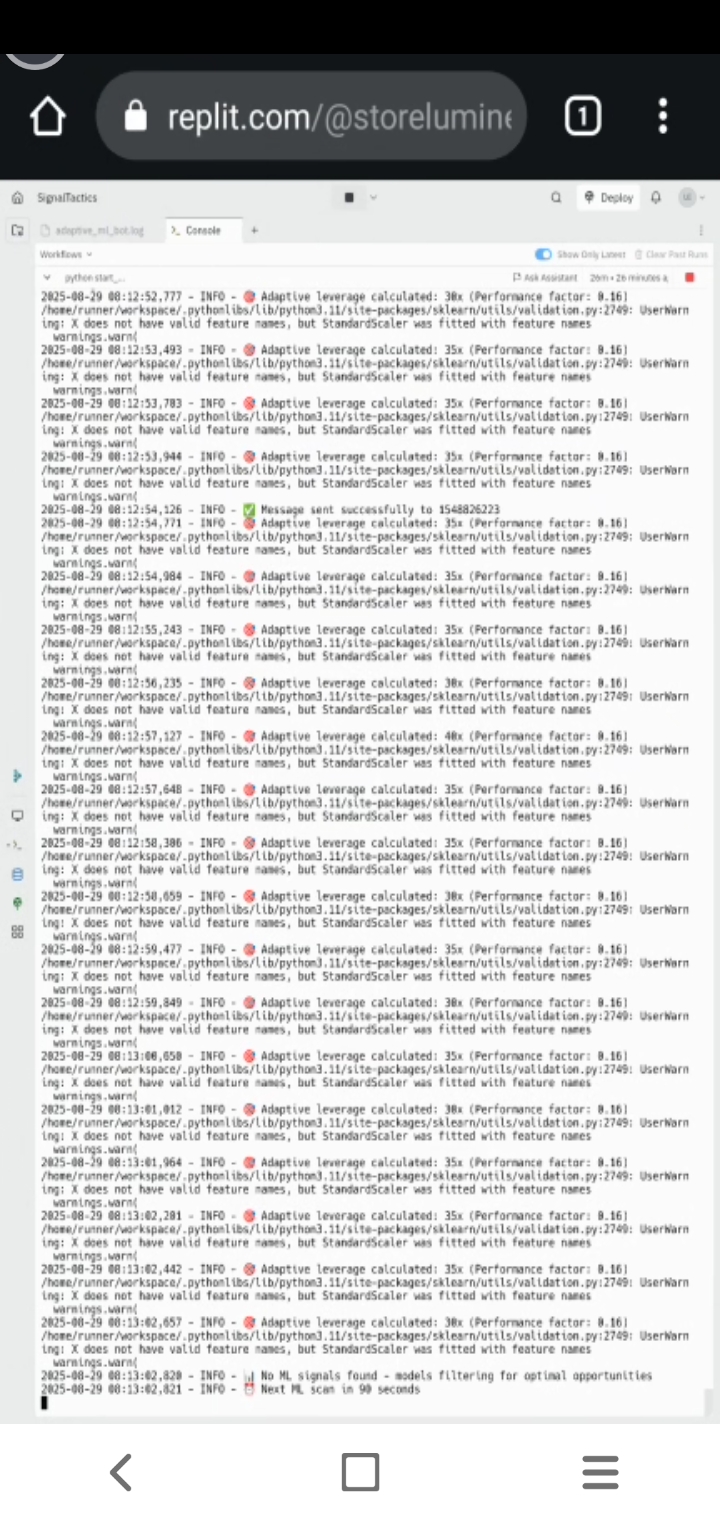 replit.com/@storelumine
1
SignalTactics
Deploy
adaptive_ml_bot.log
Console
Workflows
Show Only Latest
Clear Past Runs
python start_...
Ask Assistant
26m • 26 minutes a
2025-08-29 08:12:52,777 - INFO - 🎯 Adaptive leverage calculated: 30x (Performance factor: 0.16)
/home/runner/workspace/.pythonlibs/lib/python3.11/site-packages/sklearn/utils/validation.py:2749: UserWarn
ing: X does not have valid feature names, but StandardScaler was fitted with feature names
warnings.warn(
2025-08-29 08:12:53,493 - INFO - 🎯 Adaptive leverage calculated: 35x (Performance factor: 0.16)
/home/runner/workspace/.pythonlibs/lib/python3.11/site-packages/sklearn/utils/validation.py:2749: UserWarn
ing: X does not have valid feature names, but StandardScaler was fitted with feature names
warnings.warn(
2025-08-29 08:12:53,703 - INFO - 🎯 Adaptive leverage calculated: 35x (Performance factor: 0.16)
/home/runner/workspace/.pythonlibs/lib/python3.11/site-packages/sklearn/utils/validation.py:2749: UserWarn
ing: X does not have valid feature names, but StandardScaler was fitted with feature names
warnings.warn(
2025-08-29 08:12:53,944 - INFO - 🎯 Adaptive leverage calculated: 35x (Performance factor: 0.16)
/home/runner/workspace/.pythonlibs/lib/python3.11/site-packages/sklearn/utils/validation.py:2749: UserWarn
ing: X does not have valid feature names, but StandardScaler was fitted with feature names
warnings.warn(
2025-08-29 08:12:54,126 - INFO - ✅ Message sent successfully to 1548826223
2025-08-29 08:12:54,771 - INFO - 🎯 Adaptive leverage calculated: 35x (Performance factor: 0.16)
/home/runner/workspace/.pythonlibs/lib/python3.11/site-packages/sklearn/utils/validation.py:2749: UserWarn
ing: X does not have valid feature names, but StandardScaler was fitted with feature names
warnings.warn(
2025-08-29 08:12:54,984 - INFO - 🎯 Adaptive leverage calculated: 35x (Performance factor: 0.16)
/home/runner/workspace/.pythonlibs/lib/python3.11/site-packages/sklearn/utils/validation.py:2749: UserWarn
ing: X does not have valid feature names, but StandardScaler was fitted with feature names
warnings.warn(
2025-08-29 08:12:55,243 - INFO - 🎯 Adaptive leverage calculated: 35x (Performance factor: 0.16)
/home/runner/workspace/.pythonlibs/lib/python3.11/site-packages/sklearn/utils/validation.py:2749: UserWarn
ing: X does not have valid feature names, but StandardScaler was fitted with feature names
warnings.warn(
2025-08-29 08:12:56,235 - INFO - 🎯 Adaptive leverage calculated: 30x (Performance factor: 0.16)
/home/runner/workspace/.pythonlibs/lib/python3.11/site-packages/sklearn/utils/validation.py:2749: UserWarn
ing: X does not have valid feature names, but StandardScaler was fitted with feature names
warnings.warn(
2025-08-29 08:12:57,127 - INFO - 🎯 Adaptive leverage calculated: 40x (Performance factor: 0.16)
/home/runner/workspace/.pythonlibs/lib/python3.11/site-packages/sklearn/utils/validation.py:2749: UserWarn
ing: X does not have valid feature names, but StandardScaler was fitted with feature names
warnings.warn(
2025-08-29 08:12:57,648 - INFO - 🎯 Adaptive leverage calculated: 35x (Performance factor: 0.16)
/home/runner/workspace/.pythonlibs/lib/python3.11/site-packages/sklearn/utils/validation.py:2749: UserWarn
ing: X does not have valid feature names, but StandardScaler was fitted with feature names
warnings.warn(
2025-08-29 08:12:58,386 - INFO - 🎯 Adaptive leverage calculated: 35x (Performance factor: 0.16)
/home/runner/workspace/.pythonlibs/lib/python3.11/site-packages/sklearn/utils/validation.py:2749: UserWarn
ing: X does not have valid feature names, but StandardScaler was fitted with feature names
warnings.warn(
2025-08-29 08:12:58,659 - INFO - 🎯 Adaptive leverage calculated: 30x (Performance factor: 0.16)
/home/runner/workspace/.pythonlibs/lib/python3.11/site-packages/sklearn/utils/validation.py:2749: UserWarn
ing: X does not have valid feature names, but StandardScaler was fitted with feature names
warnings.warn(
2025-08-29 08:12:59,477 - INFO - 🎯 Adaptive leverage calculated: 35x (Performance factor: 0.16)
/home/runner/workspace/.pythonlibs/lib/python3.11/site-packages/sklearn/utils/validation.py:2749: UserWarn
ing: X does not have valid feature names, but StandardScaler was fitted with feature names
warnings.warn(
2025-08-29 08:12:59,849 - INFO - 🎯 Adaptive leverage calculated: 30x (Performance factor: 0.16)
/home/runner/workspace/.pythonlibs/lib/python3.11/site-packages/sklearn/utils/validation.py:2749: UserWarn
ing: X does not have valid feature names, but StandardScaler was fitted with feature names
warnings.warn(
2025-08-29 08:13:00,650 - INFO - 🎯 Adaptive leverage calculated: 35x (Performance factor: 0.16)
/home/runner/workspace/.pythonlibs/lib/python3.11/site-packages/sklearn/utils/validation.py:2749: UserWarn
ing: X does not have valid feature names, but StandardScaler was fitted with feature names
warnings.warn(
2025-08-29 08:13:01,012 - INFO - 🎯 Adaptive leverage calculated: 30x (Performance factor: 0.16)
/home/runner/workspace/.pythonlibs/lib/python3.11/site-packages/sklearn/utils/validation.py:2749: UserWarn
ing: X does not have valid feature names, but StandardScaler was fitted with feature names
warnings.warn(
2025-08-29 08:13:01,964 - INFO - 🎯 Adaptive leverage calculated: 35x (Performance factor: 0.16)
/home/runner/workspace/.pythonlibs/lib/python3.11/site-packages/sklearn/utils/validation.py:2749: UserWarn
ing: X does not have valid feature names, but StandardScaler was fitted with feature names
warnings.warn(
2025-08-29 08:13:02,201 - INFO - 🎯 Adaptive leverage calculated: 35x (Performance factor: 0.16)
/home/runner/workspace/.pythonlibs/lib/python3.11/site-packages/sklearn/utils/validation.py:2749: UserWarn
ing: X does not have valid feature names, but StandardScaler was fitted with feature names
warnings.warn(
2025-08-29 08:13:02,442 - INFO - 🎯 Adaptive leverage calculated: 35x (Performance factor: 0.16)
/home/runner/workspace/.pythonlibs/lib/python3.11/site-packages/sklearn/utils/validation.py:2749: UserWarn
ing: X does not have valid feature names, but StandardScaler was fitted with feature names
warnings.warn(
2025-08-29 08:13:02,657 - INFO - 🎯 Adaptive leverage calculated: 30x (Performance factor: 0.16)
/home/runner/workspace/.pythonlibs/lib/python3.11/site-packages/sklearn/utils/validation.py:2749: UserWarn
ing: X does not have valid feature names, but StandardScaler was fitted with feature names
warnings.warn(
2025-08-29 08:13:02,820 - INFO - 📊 No ML signals found - models filtering for optimal opportunities
2025-08-29 08:13:02,821 - INFO - ⏰ Next ML scan in 90 seconds